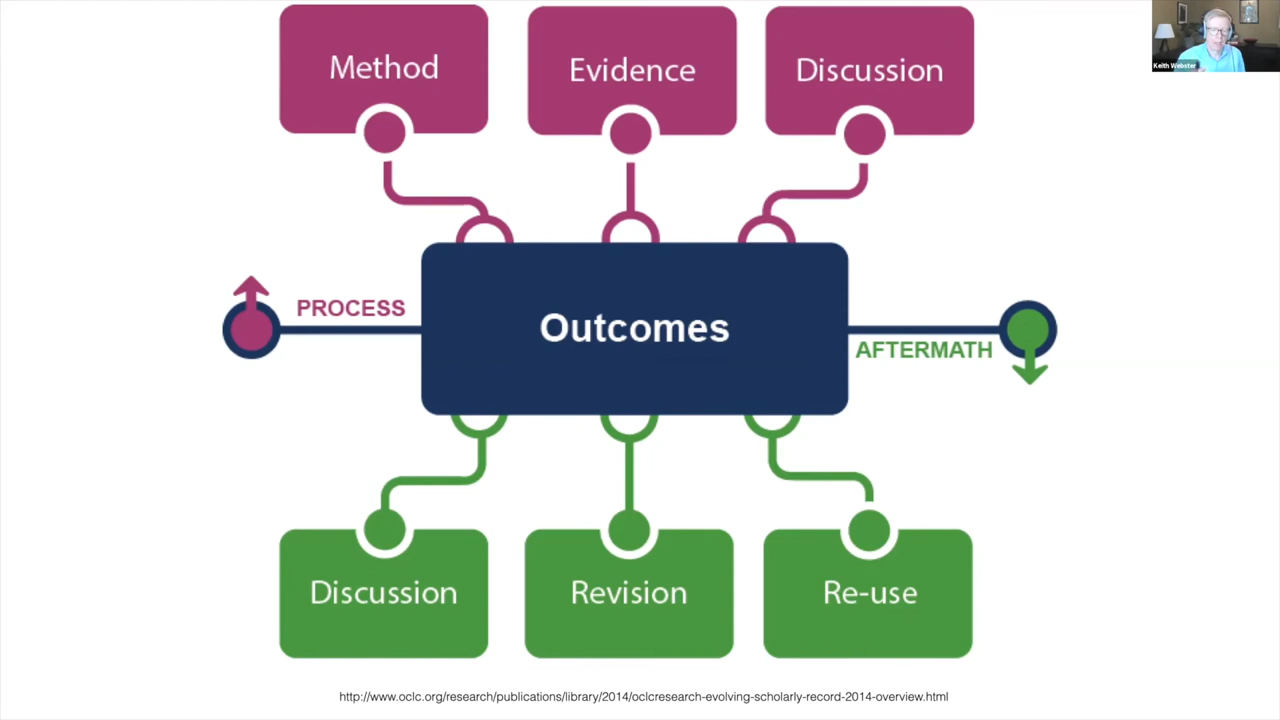 Method
Evidence
Discussion
Keith Webster
PROCESS
Outcomes
AFTERMATH
Discussion
Revision
Re-use
http://www.oclc.org/research/publications/library/2014/oclcresearch-evolving-scholarly-record-2014-overview.html